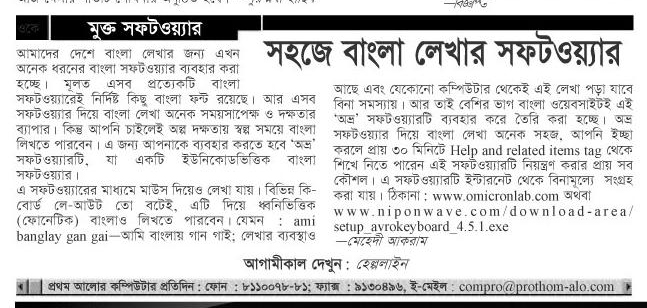 মুক্ত সফটওয়্যার
সহজে বাংলা লেখার সফটওয়্যার
আমাদের দেশে বাংলা লেখার জন্য এখন
অনেক ধরনের বাংলা সফটওয়্যার ব্যবহার করা
হচ্ছে। মূলত এসব প্রত্যেকটি বাংলা
সফটওয়্যারেই নির্দিষ্ট কিছু বাংলা ফন্ট রয়েছে। আর এসব
সফটওয়্যার দিয়ে বাংলা লেখা অনেক সময়সাপেক্ষ ও দক্ষতার
ব্যাপার। কিন্তু আপনি চাইলেই অল্প দক্ষতায় স্বল্প সময়ে বাংলা
লিখতে পারবেন। এ জন্য আপনাকে ব্যবহার করতে হবে ‘অভ্র’
সফটওয়্যারটি, যা একটি ইউনিকোডভিত্তিক বাংলা
সফটওয়্যার।
এ সফটওয়্যারের মাধ্যমে মাউস দিয়েও লেখা যায়। বিভিন্ন কি-
বোর্ড লে-আউট তো বটেই, এটি দিয়ে ধ্বনিভিত্তিক
(ফোনেটিক) বাংলাও লিখতে পারবেন। যেমন : ami
banglay gan gai—আমি বাংলায় গান গাই; লেখার ব্যবস্থাও
আছে এবং যেকোনো কম্পিউটার থেকেই এই লেখা পড়া যাবে
বিনা সমস্যায়। আর তাই বেশির ভাগ বাংলা ওয়েবসাইটই এই
‘অভ্র’ সফটওয়্যারটি ব্যবহার করে তৈরি করা হচ্ছে। অভ্র
সফটওয়্যার দিয়ে বাংলা লেখা অনেক সহজ, আপনি ইচ্ছা
করলে প্রায় ৩০ মিনিটে Help and related items tag থেকে
শিখে নিতে পারেন এই সফটওয়্যারটি নিয়ন্ত্রণ করার প্রায় সব
কৌশল। এ সফটওয়্যারটি ইন্টারনেট থেকে বিনামূল্যে সংগ্রহ
করা যায়। ঠিকানা : www.omicronlab.com অথবা
www.niponwave.com/download-area/
setup_avrokeyboard_4.5.1.exe
—মেহেদী আকরাম
আগামীকাল দেখুন : হেল্পলাইন
প্রথম আলোর কম্পিউটার প্রতিদিন : ফোন : ৮১১০০৭৮-৮১; ফ্যাক্স : ৯১৩০৪৯৬, ই-মেইল : compro@prothom-alo.com